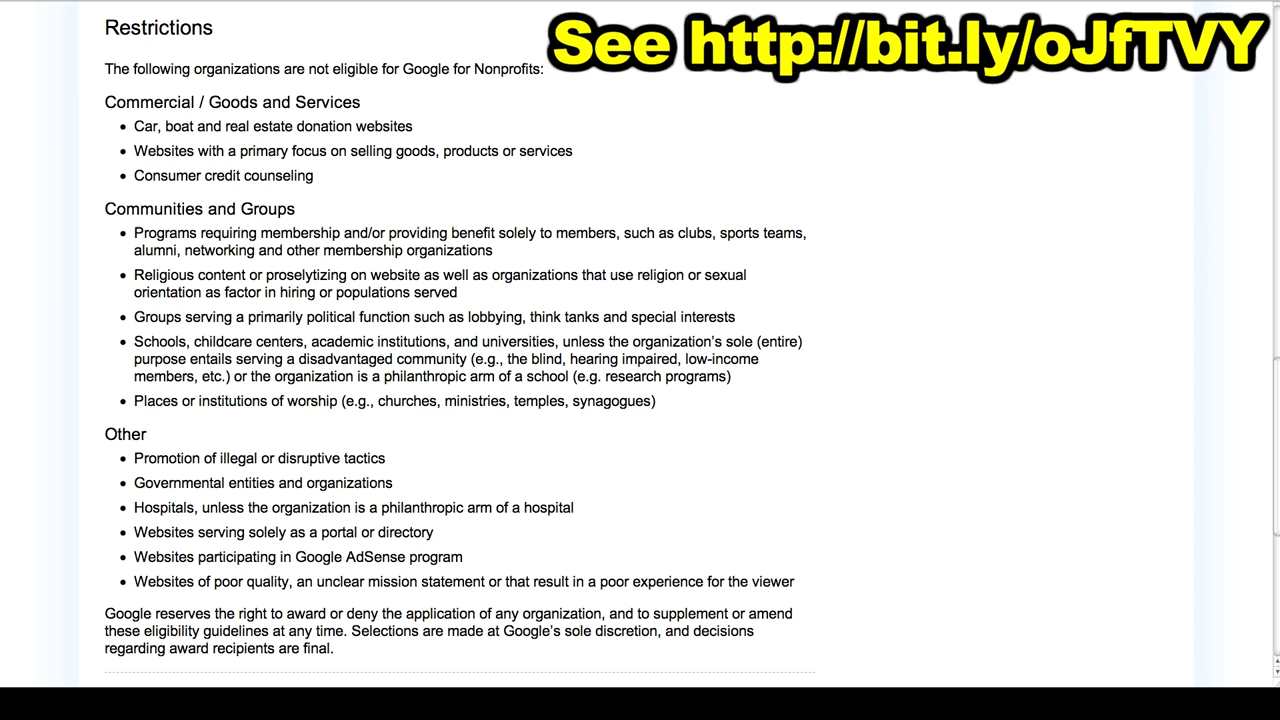 Restrictions
See http://bit.ly/oJfTVY
The following organizations are not eligible for Google for Nonprofits:
Commercial / Goods and Services
• Car, boat and real estate donation websites
• Websites with a primary focus on selling goods, products or services
• Consumer credit counseling
Communities and Groups
• Programs requiring membership and/or providing benefit solely to members, such as clubs, sports teams,
alumni, networking and other membership organizations
• Religious content or proselytizing on website as well as organizations that use religion or sexual
orientation as factor in hiring or populations served
• Groups serving a primarily political function such as lobbying, think tanks and special interests
• Schools, childcare centers, academic institutions, and universities, unless the organization’s sole (entire)
purpose entails serving a disadvantaged community (e.g., the blind, hearing impaired, low-income
members, etc.) or the organization is a philanthropic arm of a school (e.g. research programs)
• Places or institutions of worship (e.g., churches, ministries, temples, synagogues)
Other
• Promotion of illegal or disruptive tactics
• Governmental entities and organizations
• Hospitals, unless the organization is a philanthropic arm of a hospital
• Websites serving solely as a portal or directory
• Websites participating in Google AdSense program
• Websites of poor quality, an unclear mission statement or that result in a poor experience for the viewer
Google reserves the right to award or deny the application of any organization, and to supplement or amend
these eligibility guidelines at any time. Selections are made at Google’s sole discretion, and decisions
regarding award recipients are final.